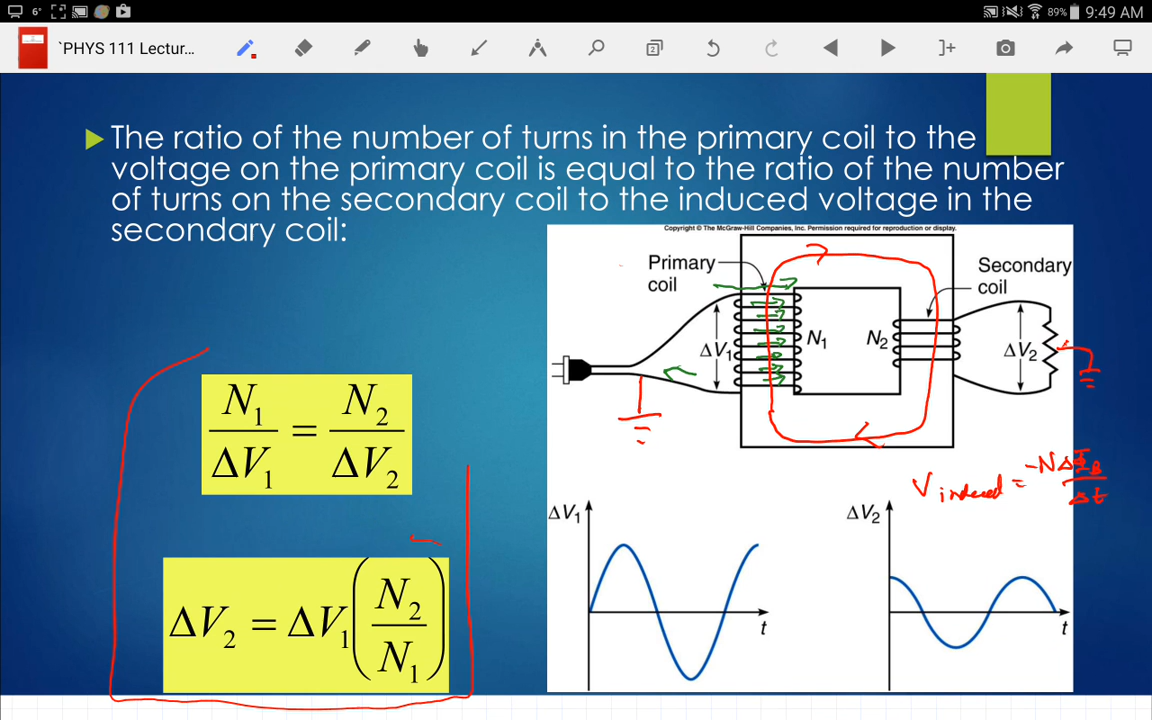 6°
89% 9:49 AM
`PHYS 111 Lectur...
2
The ratio of the number of turns in the primary coil to the
voltage on the primary coil is equal to the ratio of the number
of turns on the secondary coil to the induced voltage in the
secondary coil:
Copyright © The McGraw-Hill Companies, Inc. Permission required for reproduction or display.
Primary
coil
Secondary
coil
ΔV₁ N₁ N₂ ΔV₂
N₁/ΔV₁ = N₂/ΔV₂
V induced = -NΔΦ_B/Δt
ΔV₁ ΔV₂
ΔV₂ = ΔV₁(N₂/N₁)
t t